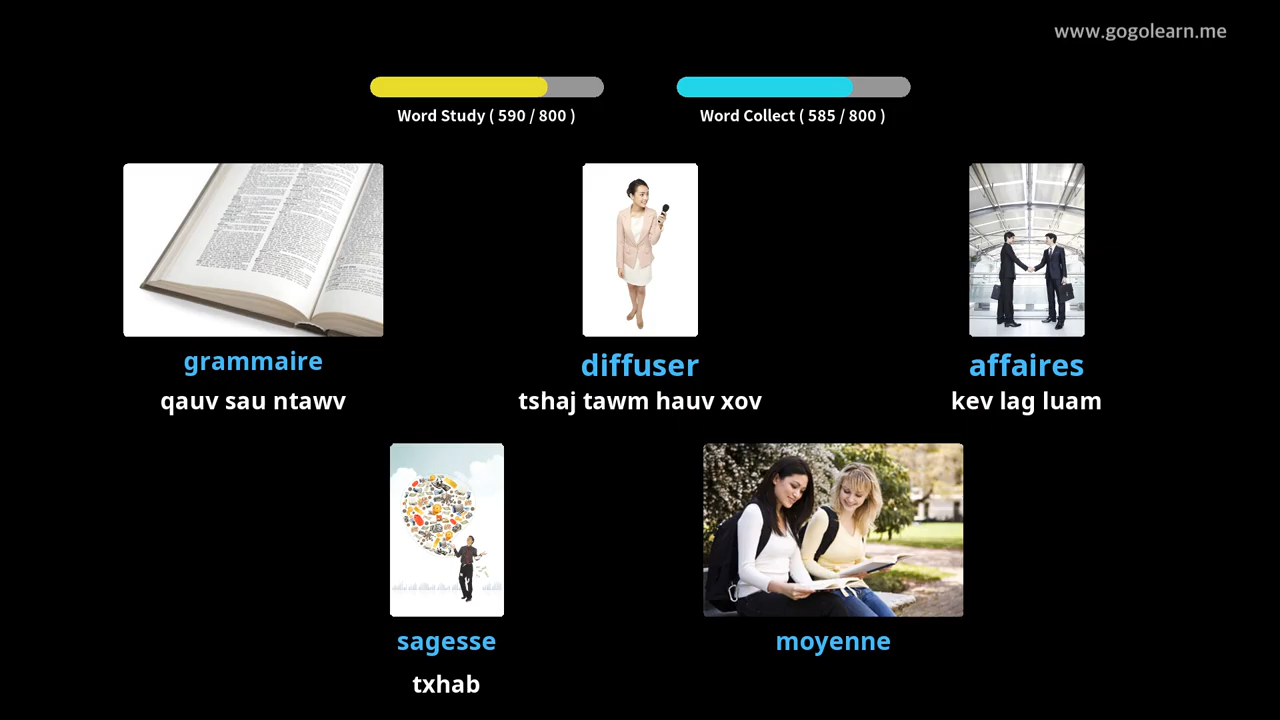 www.gogolearn.me
Word Study ( 590 / 800 )
Word Collect ( 585 / 800 )
grammaire
qauv sau ntawv
diffuser
tshaj tawm hauv xov
affaires
kev lag luam
sagesse
txhab
moyenne